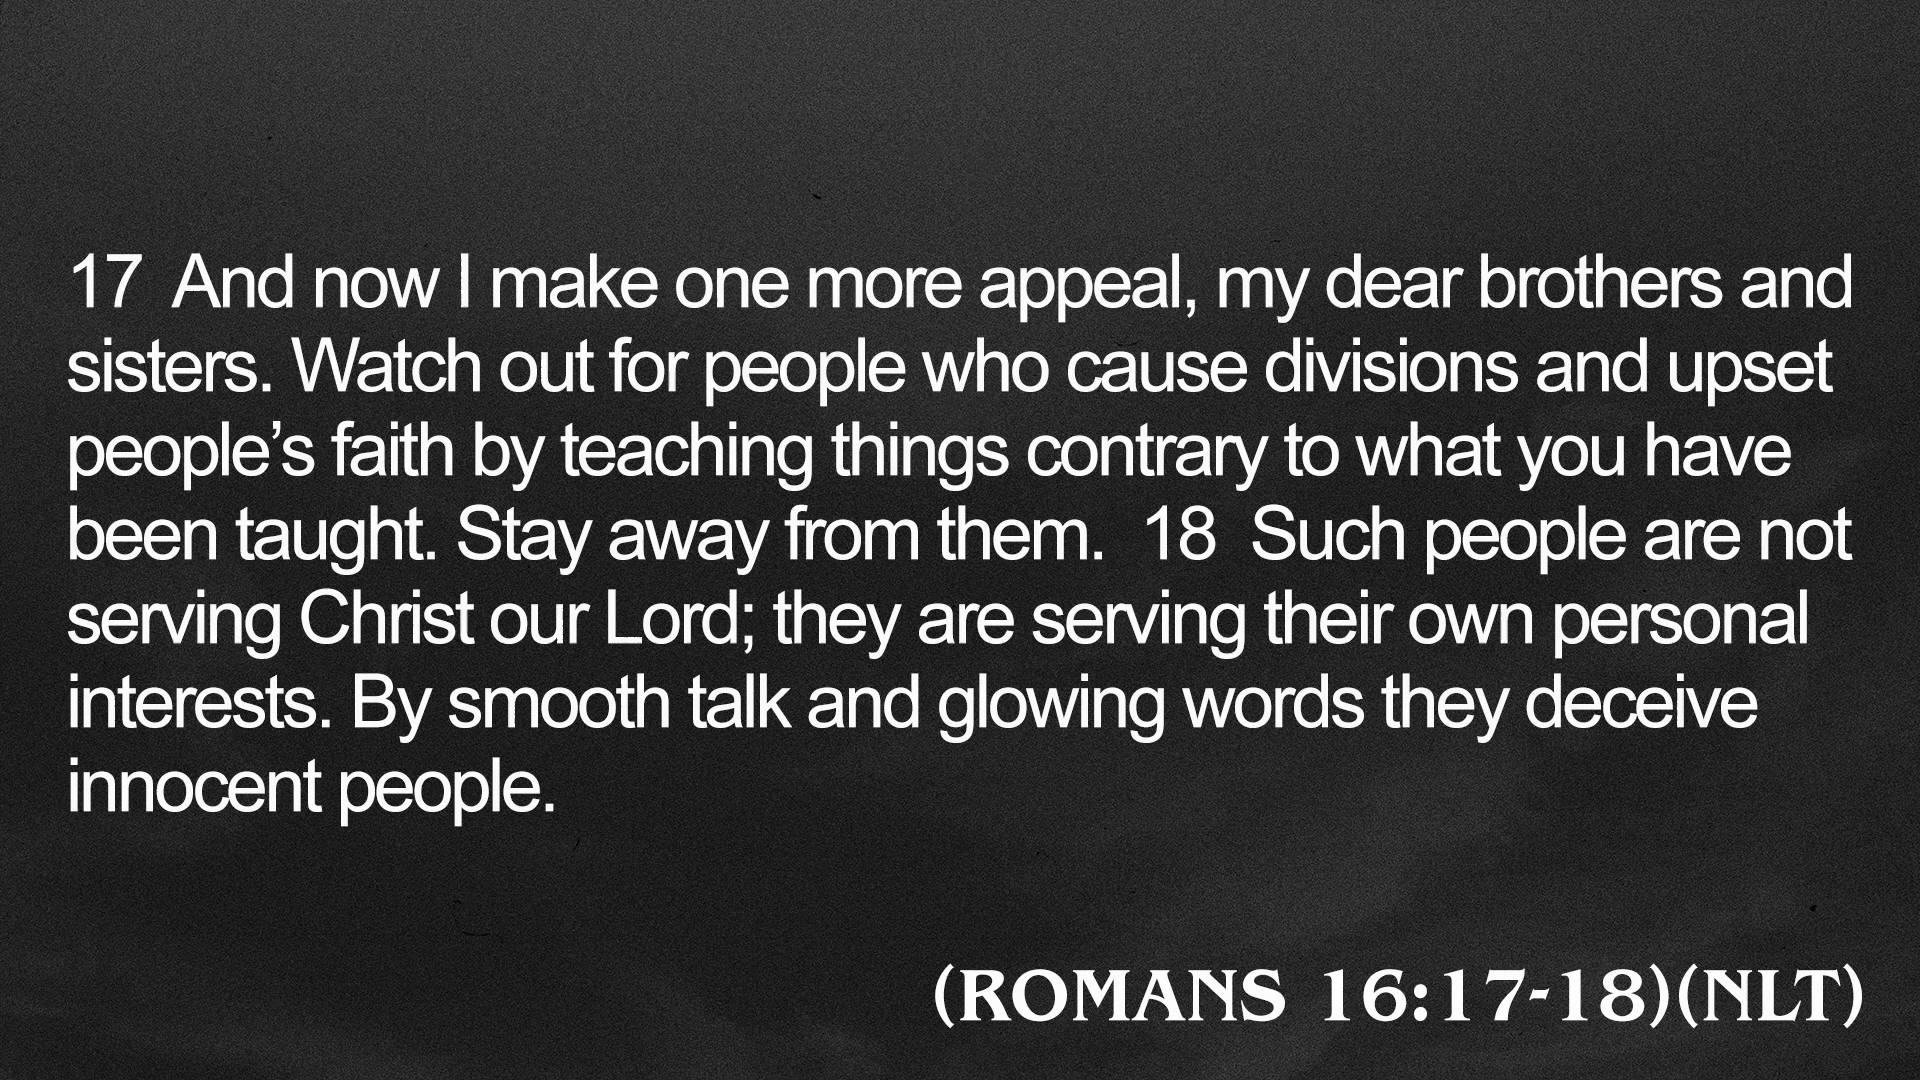 17  And now I make one more appeal, my dear brothers and
sisters. Watch out for people who cause divisions and upset
people’s faith by teaching things contrary to what you have
been taught. Stay away from them.  18  Such people are not
serving Christ our Lord; they are serving their own personal
interests. By smooth talk and glowing words they deceive
innocent people.
(ROMANS 16:17-18)(NLT)